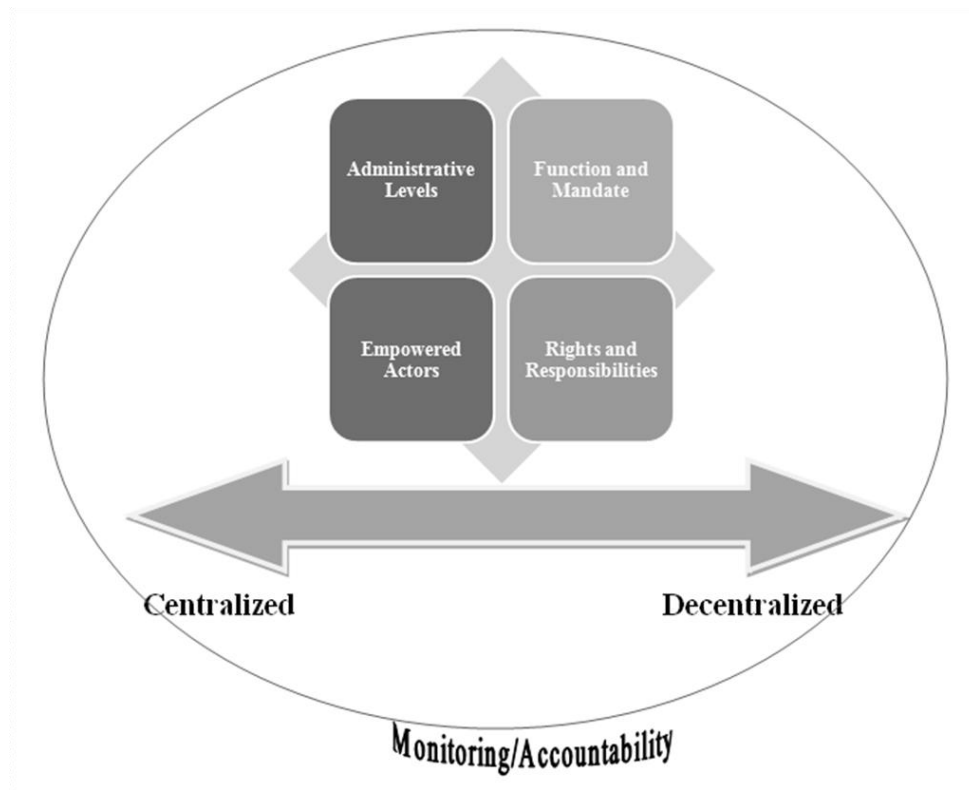 Administrative
Levels
Function and
Mandate
Empowered
Actors
Rights and
Responsibilities
Centralized
Decentralized
Monitoring/Accountability